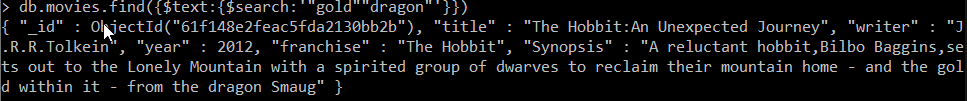 > db.movies.find({$text:{$search:'"gold""dragon"'}})
{ "_id" : ObjectId("61f148e2feac5fda2130bb2b"), "title" : "The Hobbit:An Unexpected Journey", "writer" : "J
.R.R.Tolkein", "year" : 2012, "franchise" : "The Hobbit", "Synopsis" : "A reluctant hobbit,Bilbo Baggins,se
ts out to the Lonely Mountain with a spirited group of dwarves to reclaim their mountain home - and the gol
d within it - from the dragon Smaug" }